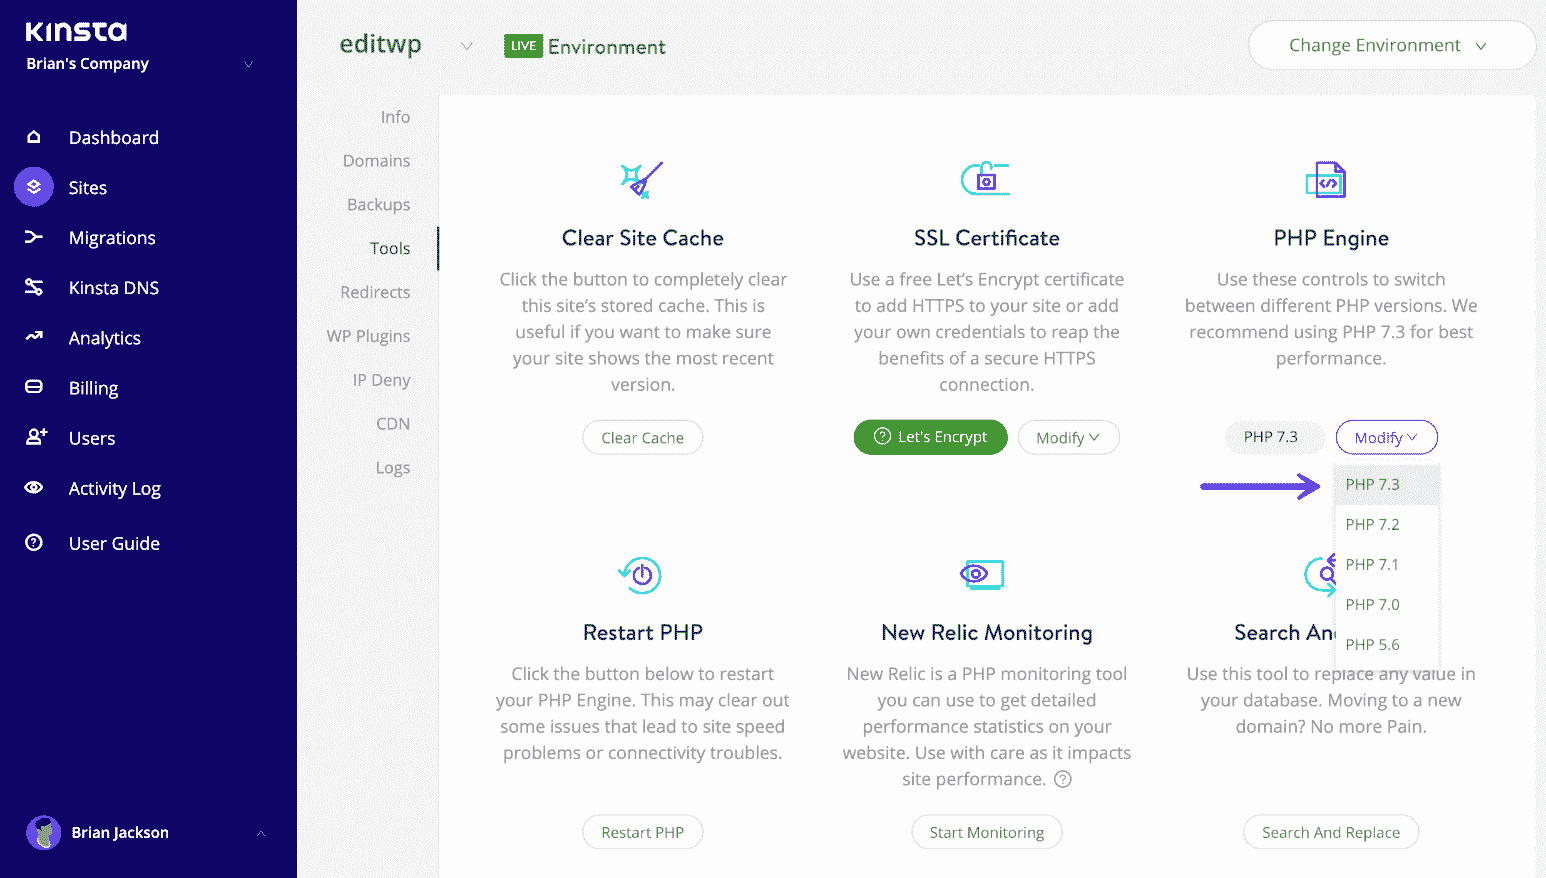 Kinsta
Brian's Company
Dashboard
Sites
Migrations
Kinsta DNS
Analytics
Billing
Users
Activity Log
User Guide
Brian Jackson
editwp
LIVE Environment
Change Environment
Info
Domains
Backups
Tools
Redirects
WP Plugins
IP Deny
CDN
Logs
Clear Site Cache
Click the button to completely clear
this site’s stored cache. This is
useful if you want to make sure
your site shows the most recent
version.
Clear Cache
SSL Certificate
Use a free Let’s Encrypt certificate
to add HTTPS to your site or add
your own credentials to reap the
benefits of a secure HTTPS
connection.
Let's Encrypt
Modify
PHP Engine
Use these controls to switch
between different PHP versions. We
recommend using PHP 7.3 for best
performance.
PHP 7.3
Modify
PHP 7.3
PHP 7.2
PHP 7.1
PHP 7.0
PHP 5.6
Restart PHP
Click the button below to restart
your PHP Engine. This may clear out
some issues that lead to site speed
problems or connectivity troubles.
Restart PHP
New Relic Monitoring
New Relic is a PHP monitoring tool
you can use to get detailed
performance statistics on your
website. Use with care as it impacts
site performance.
Start Monitoring
Search An
Use this tool to replace any value in
your database. Moving to a new
domain? No more Pain.
Search And Replace